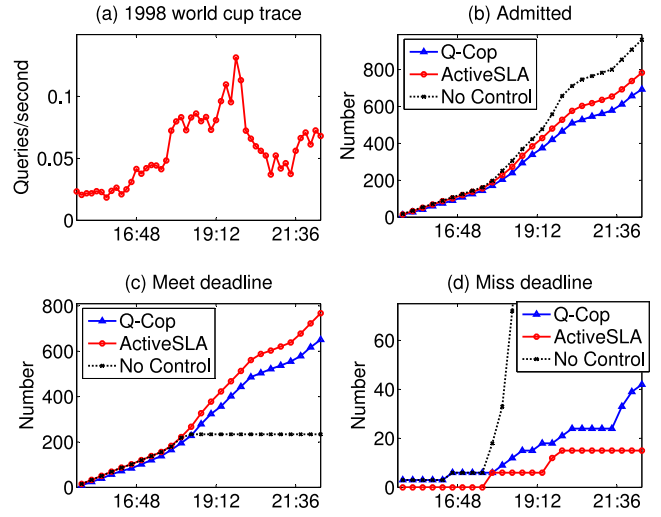 (a) 1998 world cup trace
Queries/second
0.1
0.05
0
16:48 19:12 21:36
(b) Admitted
Number
800
600
400
200
0
Q-Cop
ActiveSLA
No Control
16:48 19:12 21:36
(c) Meet deadline
Number
800
600
400
200
0
Q-Cop
ActiveSLA
No Control
16:48 19:12 21:36
(d) Miss deadline
Number
60
40
20
0
Q-Cop
ActiveSLA
No Control
16:48 19:12 21:36